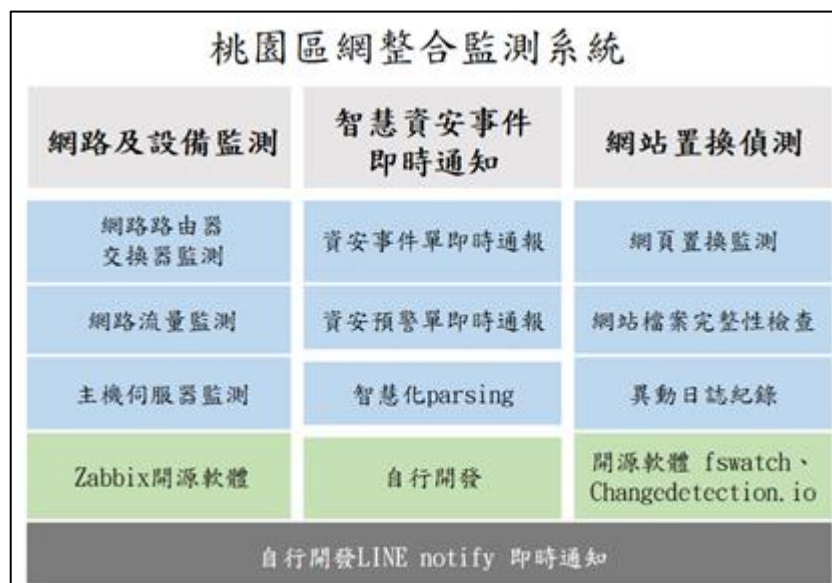 桃園區網整合監測系統
網路及設備監測
智慧資安事件
即時通知
網站置換偵測
網路路由器
交換器監測
資安事件單即時通報
網頁置換監測
網路流量監測
資安預警單即時通報
網站檔案完整性檢查
主機伺服器監測
智慧化parsing
異動日誌紀錄
Zabbix開源軟體
自行開發
開源軟體 fswatch、
Changedetection.io
自行開發LINE notify 即時通知